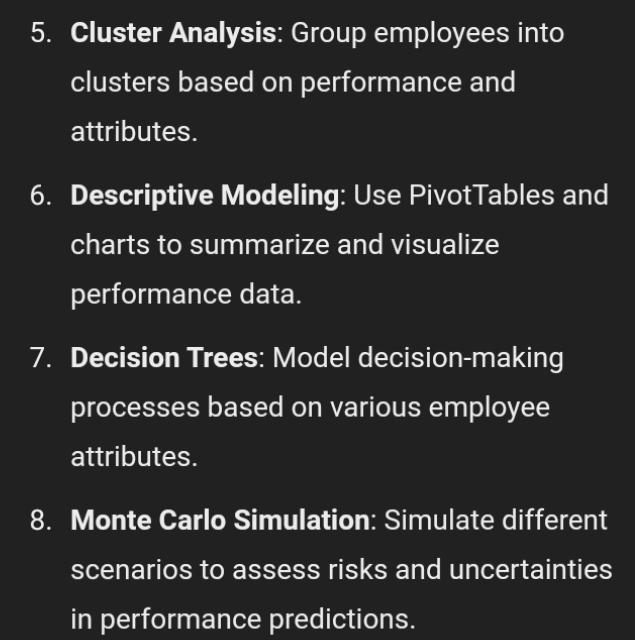 5. Cluster Analysis: Group employees into
clusters based on performance and
attributes.
6. Descriptive Modeling: Use PivotTables and
charts to summarize and visualize
performance data.
7. Decision Trees: Model decision-making
processes based on various employee
attributes.
8. Monte Carlo Simulation: Simulate different
scenarios to assess risks and uncertainties
in performance predictions.